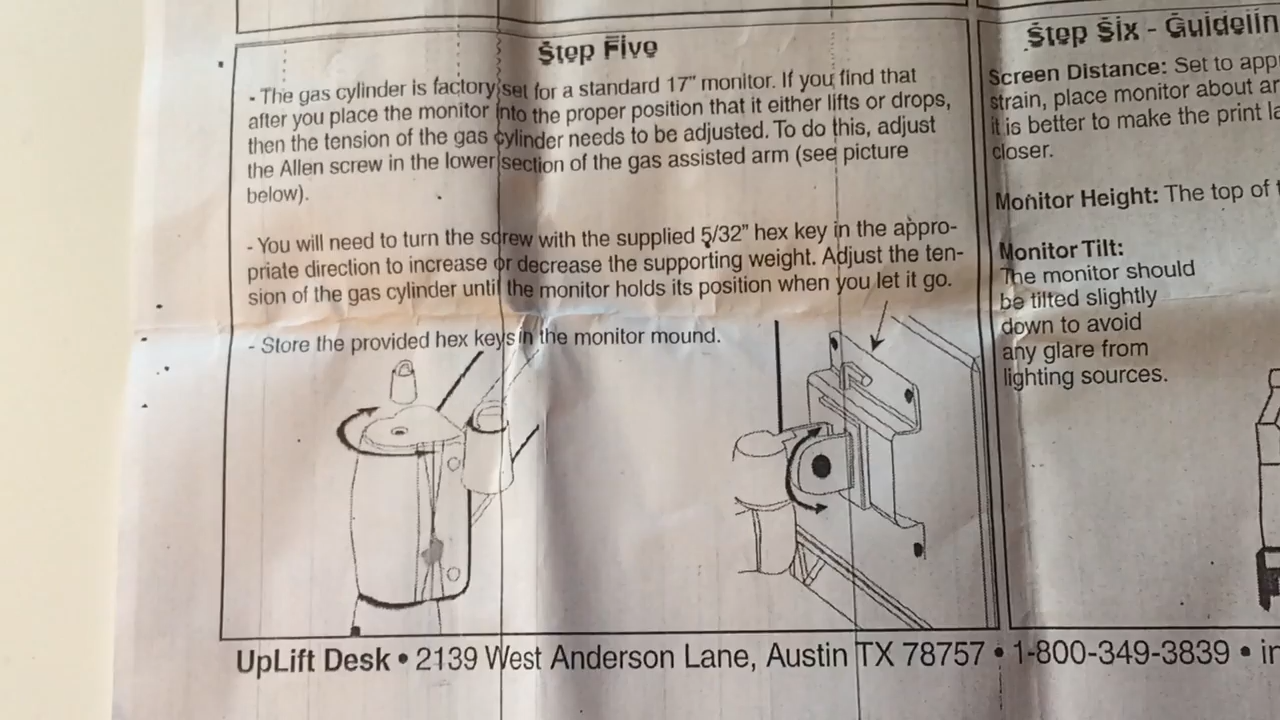 Step Five
- The gas cylinder is factory set for a standard 17" monitor. If you find that
after you place the monitor into the proper position that it either lifts or drops,
then the tension of the gas cylinder needs to be adjusted. To do this, adjust
the Allen screw in the lower section of the gas assisted arm (see picture
below).
- You will need to turn the screw with the supplied 5/32" hex key in the appro-
priate direction to increase or decrease the supporting weight. Adjust the ten-
sion of the gas cylinder until the monitor holds its position when you let it go.
- Store the provided hex keys in the monitor mound.
Step Six - Guidelin
Screen Distance: Set to app
strain, place monitor about ar
it is better to make the print la
closer.
Monitor Height: The top of t
Monitor Tilt:
The monitor should
be tilted slightly
down to avoid
any glare from
lighting sources.
UpLift Desk • 2139 West Anderson Lane, Austin TX 78757 • 1-800-349-3839 • in